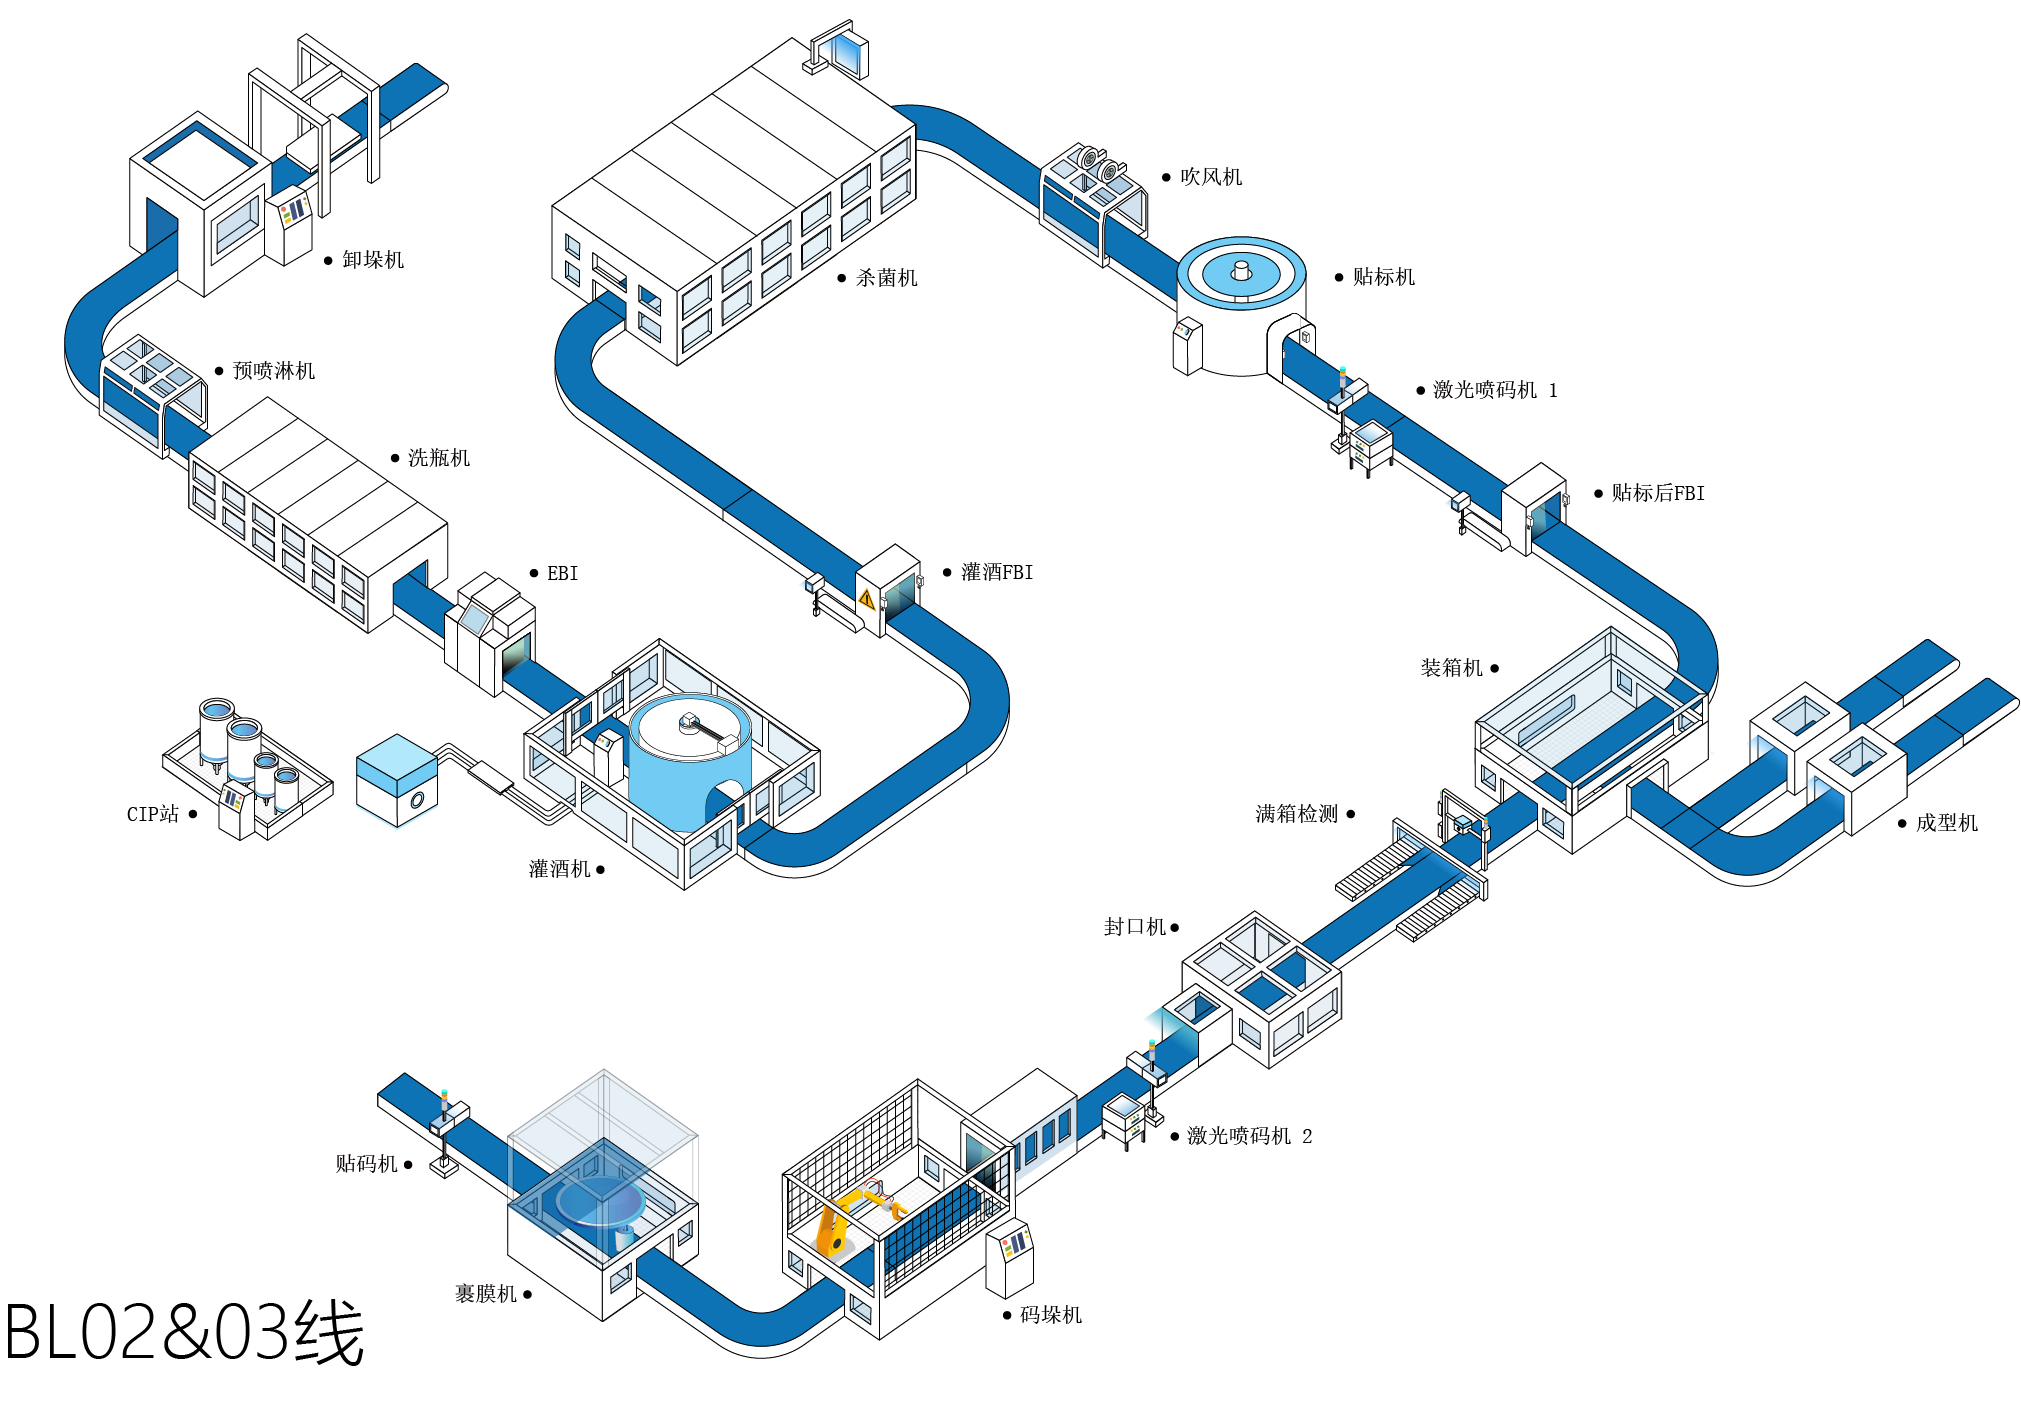 卸垛机
预喷淋机
洗瓶机
EBI
CIP站
灌酒机
灌酒FBI
杀菌机
吹风机
贴标机
激光喷码机 1
贴标后FBI
装箱机
成型机
满箱检测
封口机
激光喷码机 2
码垛机
裹膜机
贴码机
BL02&03线